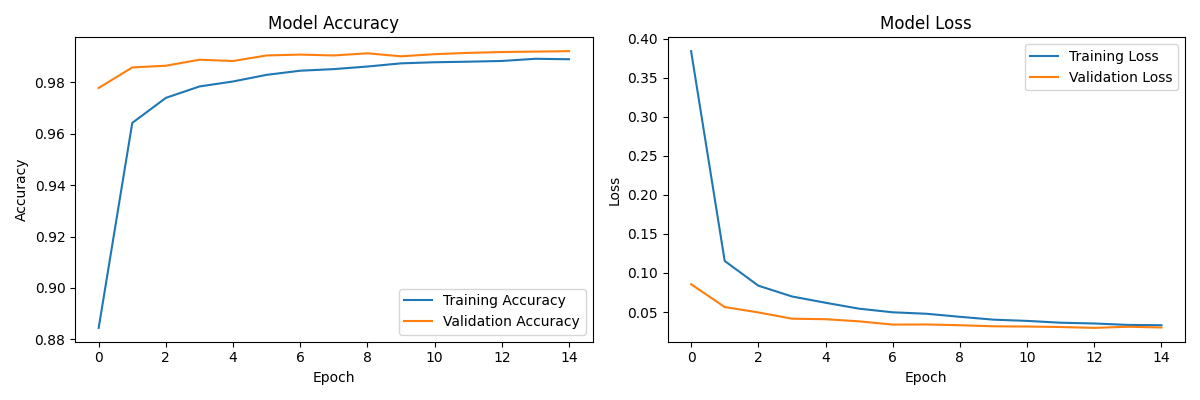 Model Accuracy
Accuracy
0.98
0.96
0.94
0.92
0.90
0.88
0 2 4 6 8 10 12 14
Epoch
Training Accuracy
Validation Accuracy
Model Loss
Loss
0.40
0.35
0.30
0.25
0.20
0.15
0.10
0.05
0 2 4 6 8 10 12 14
Epoch
Training Loss
Validation Loss